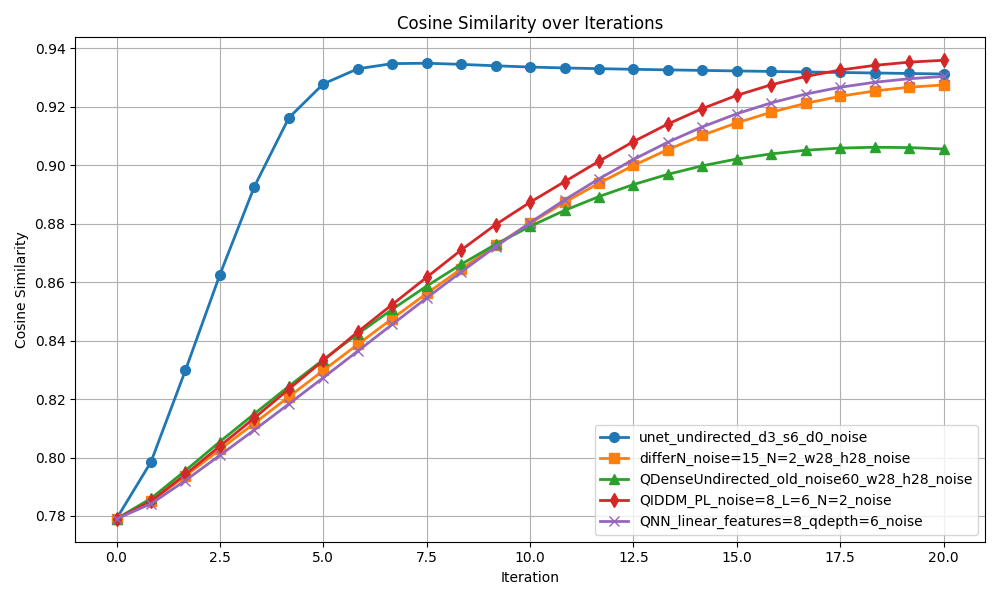 Cosine Similarity over Iterations
Cosine Similarity
0.94
0.92
0.90
0.88
0.86
0.84
0.82
0.80
0.78
0.0 2.5 5.0 7.5 10.0 12.5 15.0 17.5 20.0
Iteration
unet_undirected_d3_s6_d0_noise
differN_noise=15_N=2_w28_h28_noise
QDenseUndirected_old_noise60_w28_h28_noise
QIDDM_PL_noise=8_L=6_N=2_noise
QNN_linear_features=8_qdepth=6_noise